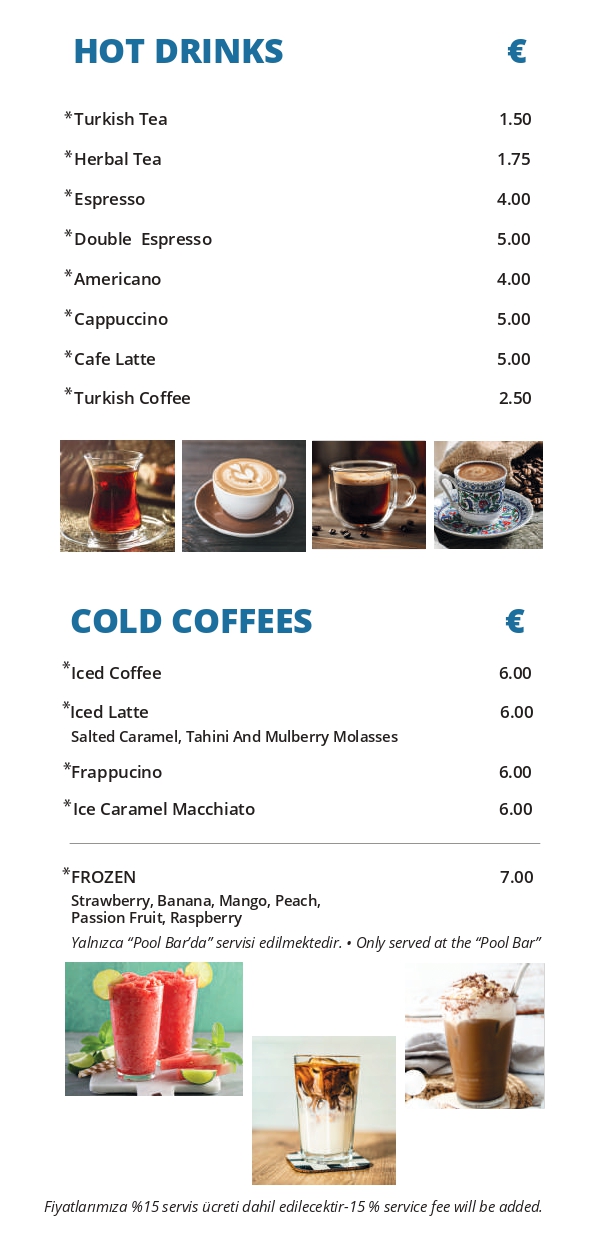 HOT DRINKS €
*Turkish Tea 1.50
*Herbal Tea 1.75
*Espresso 4.00
*Double  Espresso 5.00
*Americano 4.00
*Cappuccino 5.00
*Cafe Latte 5.00
*Turkish Coffee 2.50
COLD COFFEES €
*Iced Coffee 6.00
*Iced Latte 6.00
Salted Caramel, Tahini And Mulberry Molasses
*Frappucino 6.00
*Ice Caramel Macchiato 6.00
*FROZEN 7.00
Strawberry, Banana, Mango, Peach,
Passion Fruit, Raspberry
Yalnızca “Pool Bar’da” servisi edilmektedir. • Only served at the “Pool Bar”
Fiyatlarımıza %15 servis ücreti dahil edilecektir-15 % service fee will be added.